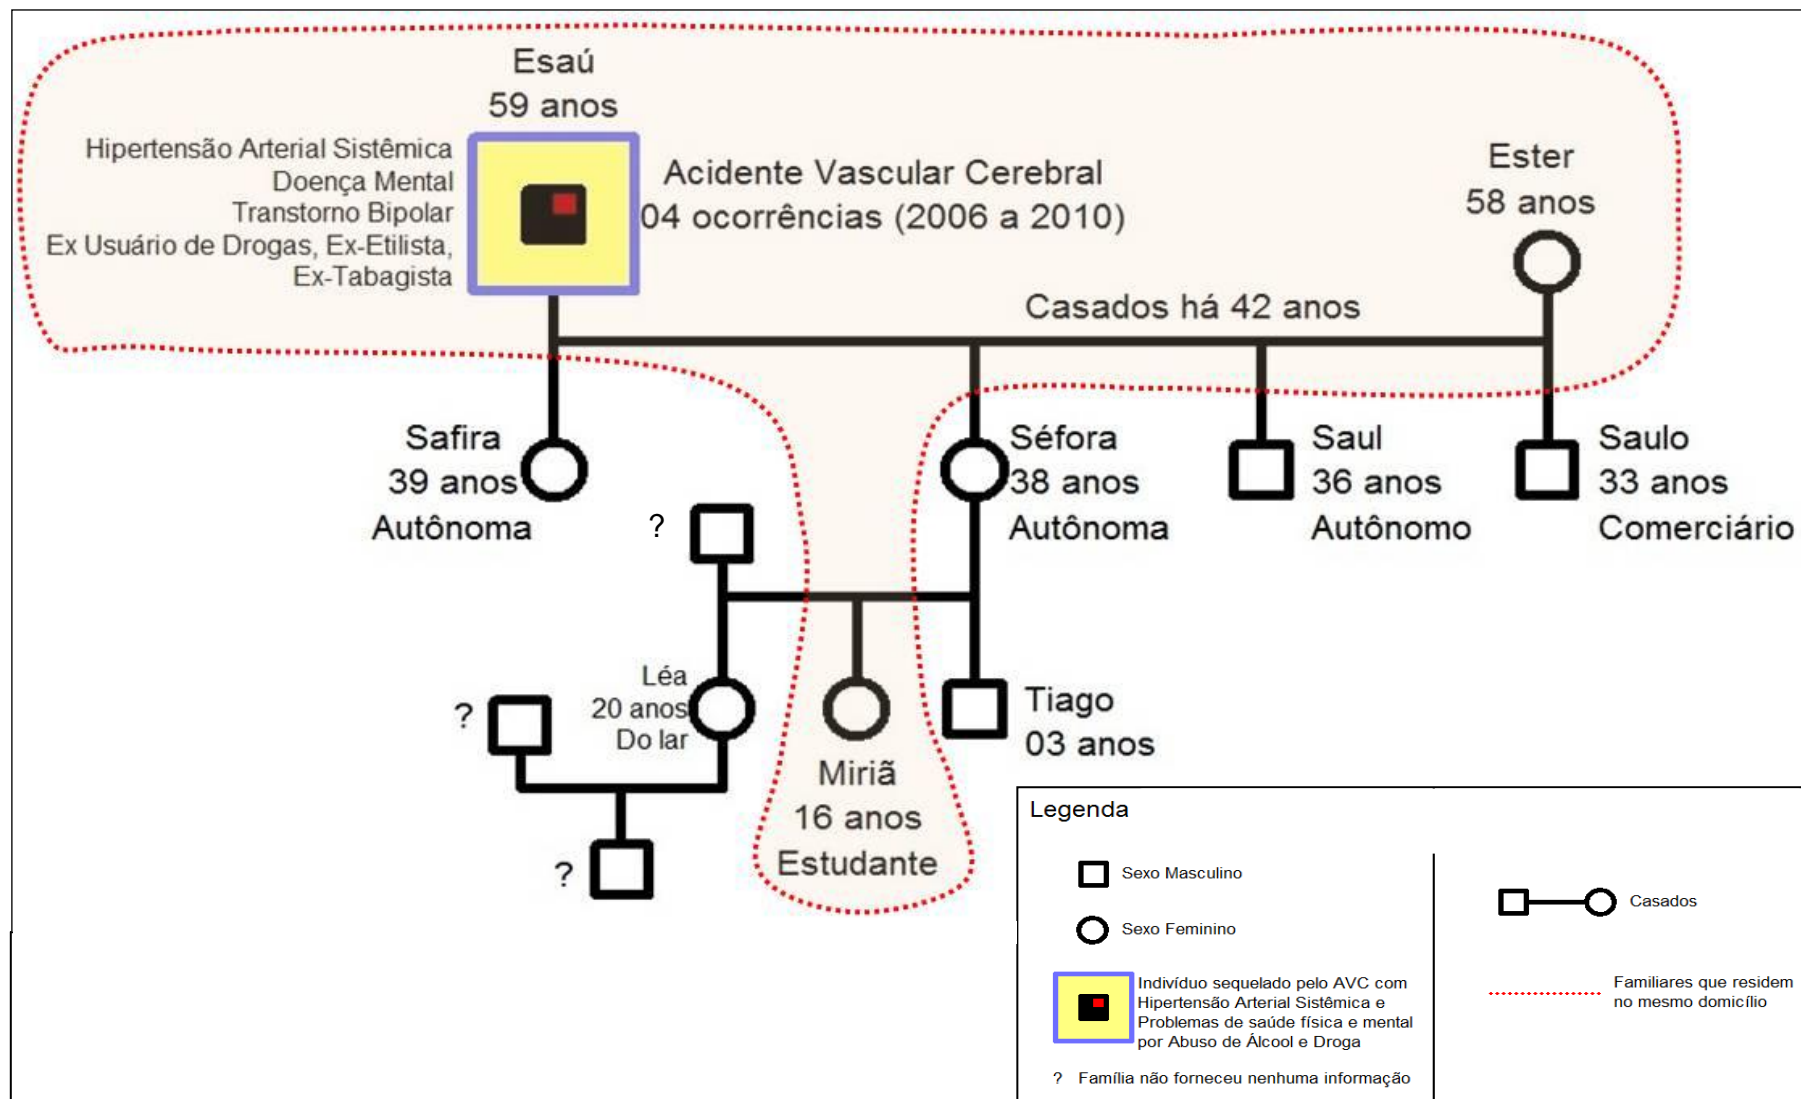 Esaú
59 anos
Hipertensão Arterial Sistêmica
Doença Mental
Transtorno Bipolar
Ex Usuário de Drogas, Ex-Etilista,
Ex-Tabagista
Acidente Vascular Cerebral
04 ocorrências (2006 a 2010)
Ester
58 anos
Casados há 42 anos
Safira
39 anos
Autônoma
Séfora
38 anos
Autônoma
Saul
36 anos
Autônomo
Saulo
33 anos
Comerciário
?
Léa
20 anos
Do lar
?
Miriã
16 anos
Estudante
Tiago
03 anos
?
Legenda
Sexo Masculino
Sexo Feminino
Indivíduo sequelado pelo AVC com
Hipertensão Arterial Sistêmica e
Problemas de saúde física e mental
por Abuso de Álcool e Droga
? Família não forneceu nenhuma informação
Casados
Familiares que residem
no mesmo domicílio